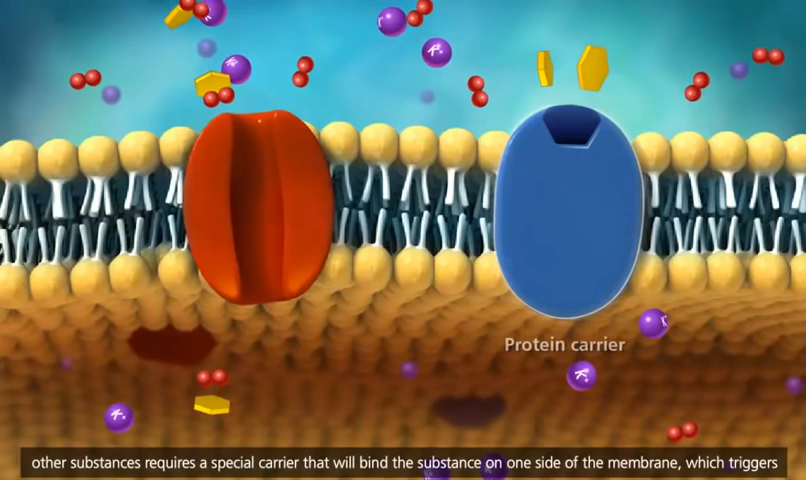 K+
K+
Protein carrier
K+
K+
other substances requires a special carrier that will bind the substance on one side of the membrane, which triggers